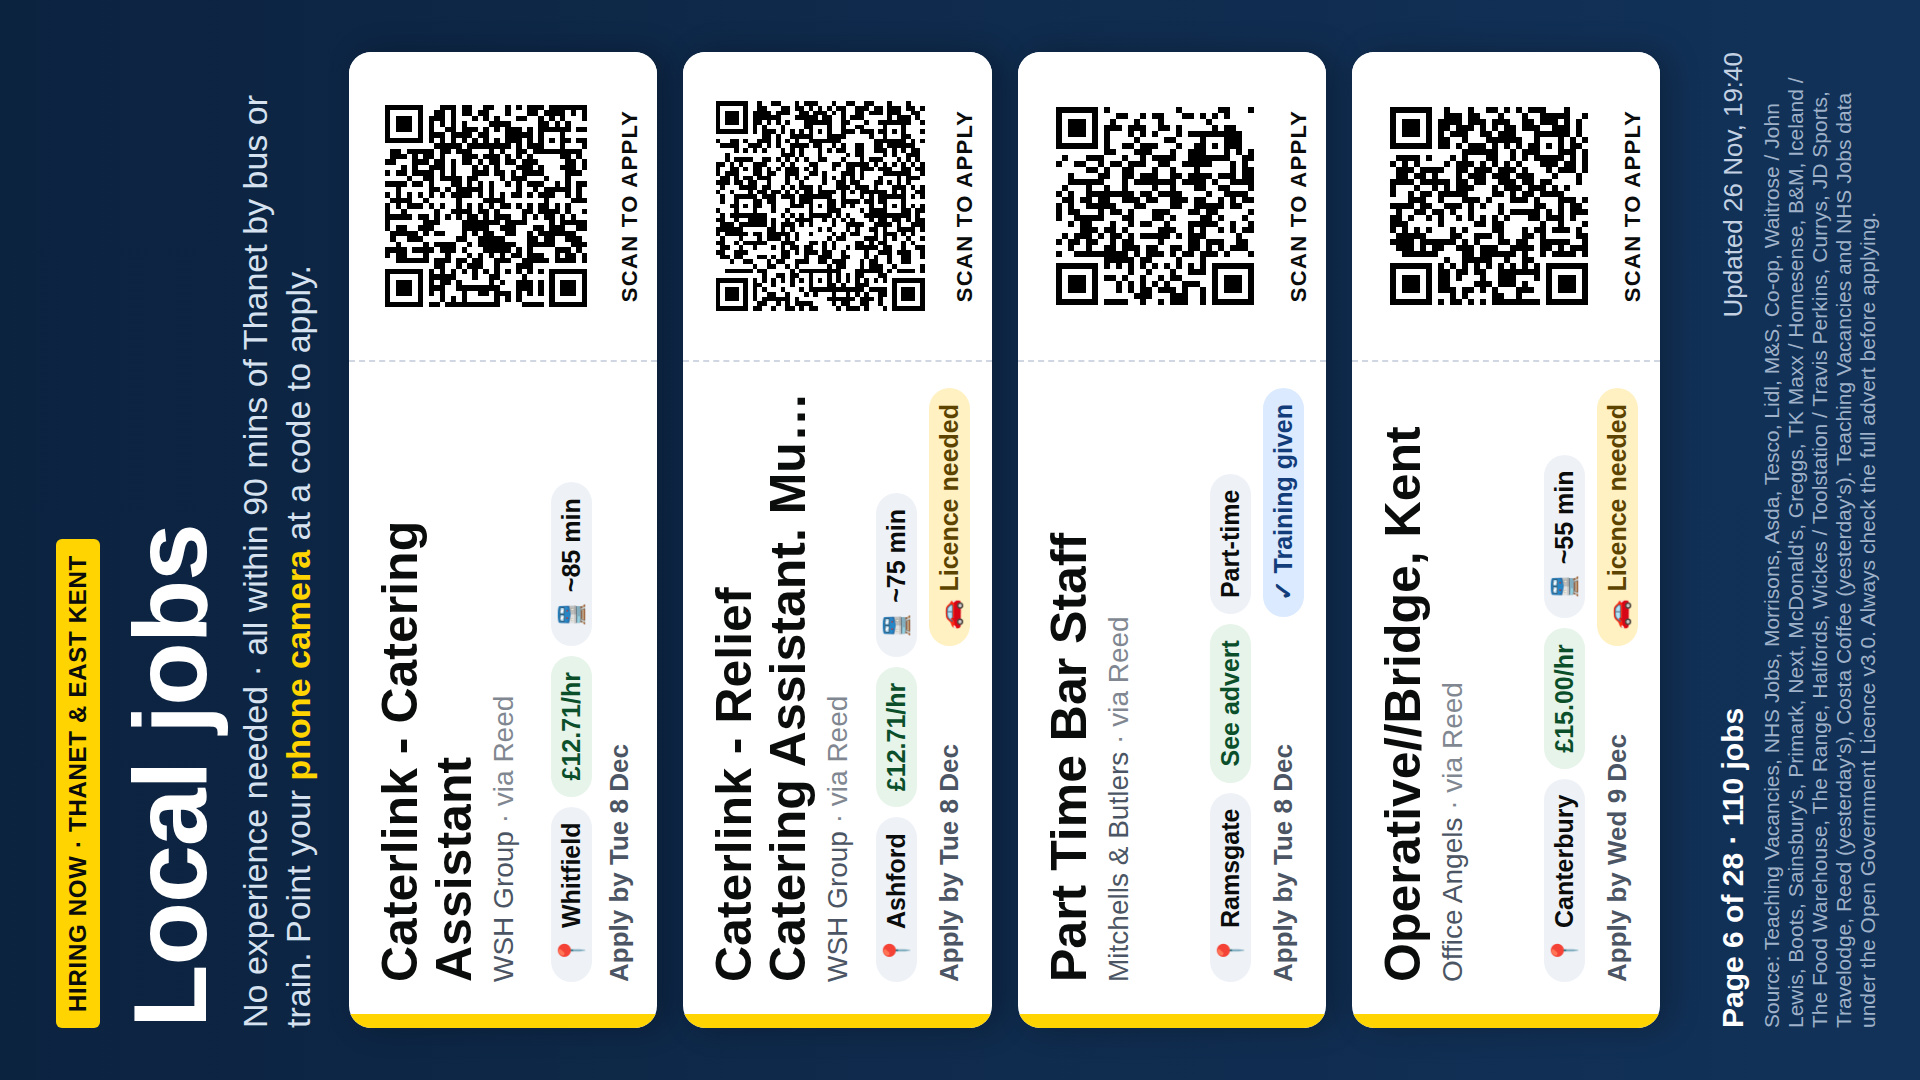 HIRING NOW · THANET & EAST KENT
Local jobs
No experience needed · all within 90 mins of Thanet by bus or
train. Point your phone camera at a code to apply.
Caterlink - Catering
Assistant
WSH Group · via Reed
Whitfield
£12.71/hr
~85 min
Apply by Tue 8 Dec
SCAN TO APPLY
Caterlink - Relief
Catering Assistant. Mu…
WSH Group · via Reed
Ashford
£12.71/hr
~75 min
Apply by Tue 8 Dec
Licence needed
SCAN TO APPLY
Part Time Bar Staff
Mitchells & Butlers · via Reed
Ramsgate
See advert
Part-time
Apply by Tue 8 Dec
✓ Training given
SCAN TO APPLY
Operative//Bridge, Kent
Office Angels · via Reed
Canterbury
£15.00/hr
~55 min
Apply by Wed 9 Dec
Licence needed
SCAN TO APPLY
Page 6 of 28 · 110 jobs
Updated 26 Nov, 19:40
Source: Teaching Vacancies, NHS Jobs, Morrisons, Asda, Tesco, Lidl, M&S, Co-op, Waitrose / John
Lewis, Boots, Sainsbury's, Primark, Next, McDonald's, Greggs, TK Maxx / Homesense, B&M, Iceland /
The Food Warehouse, The Range, Halfords, Wickes / Toolstation / Travis Perkins, Currys, JD Sports,
Travelodge, Reed (yesterday's), Costa Coffee (yesterday's). Teaching Vacancies and NHS Jobs data
under the Open Government Licence v3.0. Always check the full advert before applying.